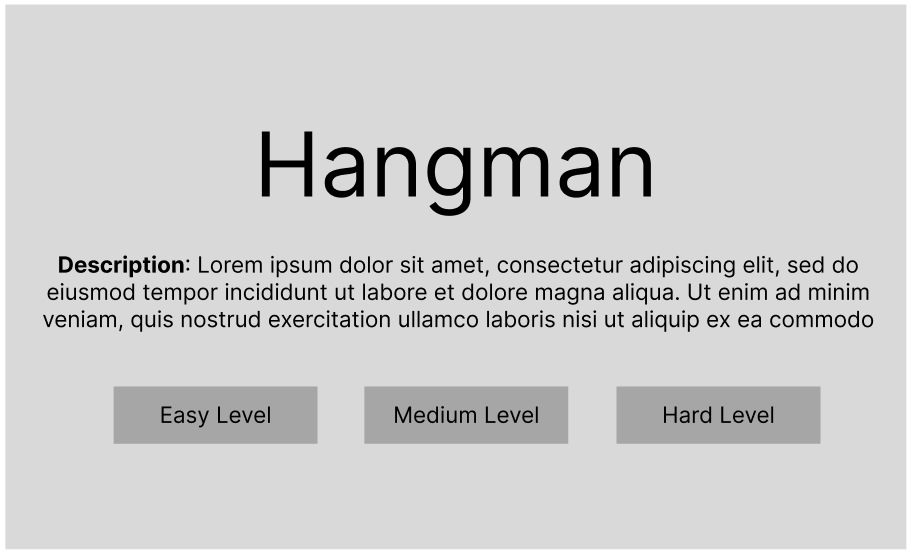 Hangman
Description: Lorem ipsum dolor sit amet, consectetur adipiscing elit, sed do
eiusmod tempor incididunt ut labore et dolore magna aliqua. Ut enim ad minim
veniam, quis nostrud exercitation ullamco laboris nisi ut aliquip ex ea commodo
Easy Level
Medium Level
Hard Level